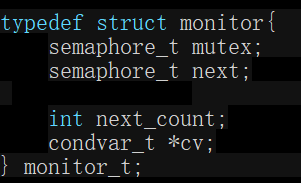 typedef struct monitor{
semaphore_t mutex;
semaphore_t next;
int next_count;
condvar_t *cv;
} monitor_t;